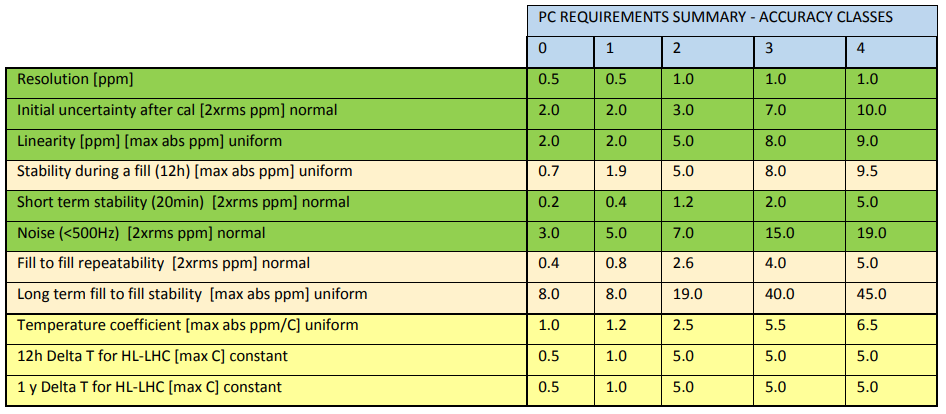 PC REQUIREMENTS SUMMARY - ACCURACY CLASSES
0 1 2 3 4
Resolution [ppm] 0.5 0.5 1.0 1.0 1.0
Initial uncertainty after cal [2xrms ppm] normal 2.0 2.0 3.0 7.0 10.0
Linearity [ppm] [max abs ppm] uniform 2.0 2.0 5.0 8.0 9.0
Stability during a fill (12h) [max abs ppm] uniform 0.7 1.9 5.0 8.0 9.5
Short term stability (20min) [2xrms ppm] normal 0.2 0.4 1.2 2.0 5.0
Noise (<500Hz) [2xrms ppm] normal 3.0 5.0 7.0 15.0 19.0
Fill to fill repeatability [2xrms ppm] normal 0.4 0.8 2.6 4.0 5.0
Long term fill to fill stability [max abs ppm] uniform 8.0 8.0 19.0 40.0 45.0
Temperature coefficient [max abs ppm/C] uniform 1.0 1.2 2.5 5.5 6.5
12h Delta T for HL-LHC [max C] constant 0.5 1.0 5.0 5.0 5.0
1 y Delta T for HL-LHC [max C] constant 0.5 1.0 5.0 5.0 5.0